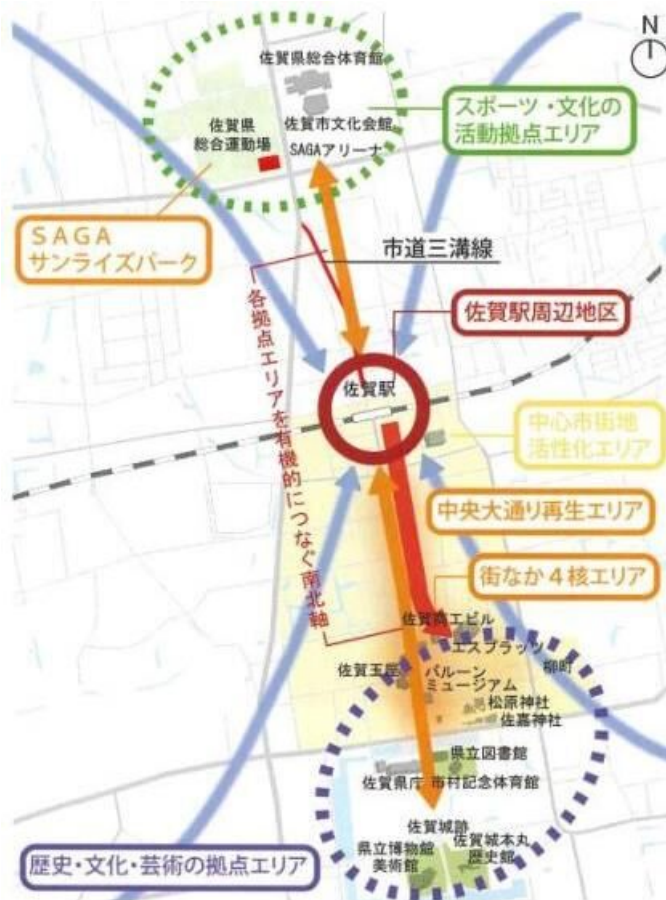 N
佐賀県総合体育館
佐賀県
総合運動場
佐賀市文化会館
SAGAアリーナ
スポーツ・文化の
活動拠点エリア
SAGA
サンライズパーク
市道三溝線
各拠点エリアを有機的につなぐ南北軸
佐賀駅周辺地区
佐賀駅
中心市街地
活性化エリア
中央大通り再生エリア
街なか4核エリア
佐賀商工ビル
エスプラッツ
柳町
佐賀玉屋
バルーン
ミュージアム
松原神社
佐嘉神社
県立図書館
佐賀県庁
市村記念体育館
佐賀城跡
県立博物館
美術館
佐賀城本丸
歴史館
歴史・文化・芸術の拠点エリア